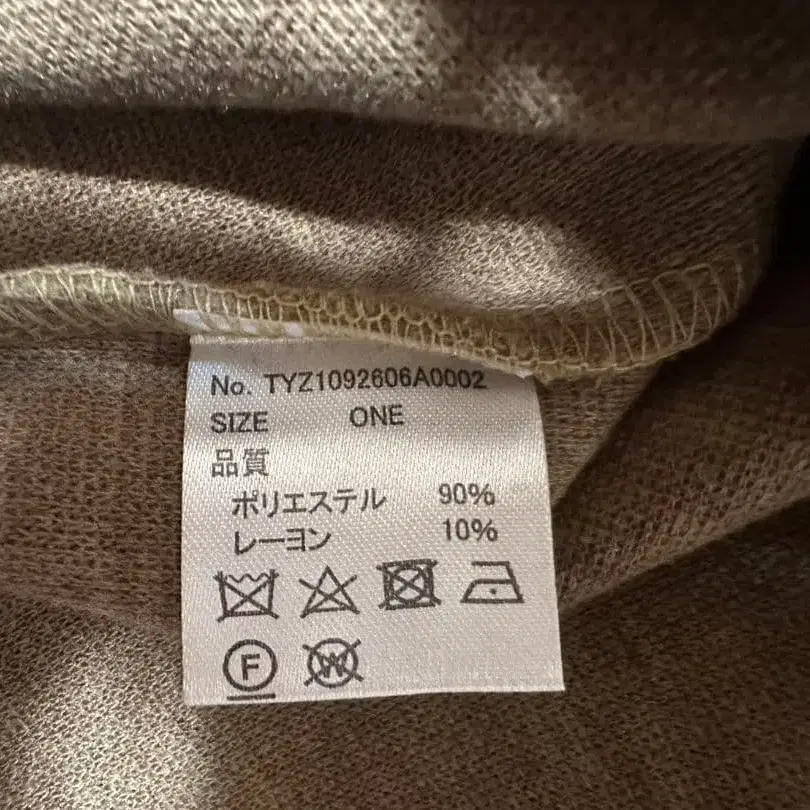 No. TYZ1092606A0002
SIZE ONE
品質
ポリエステル 90%
レーヨン 10%
F W